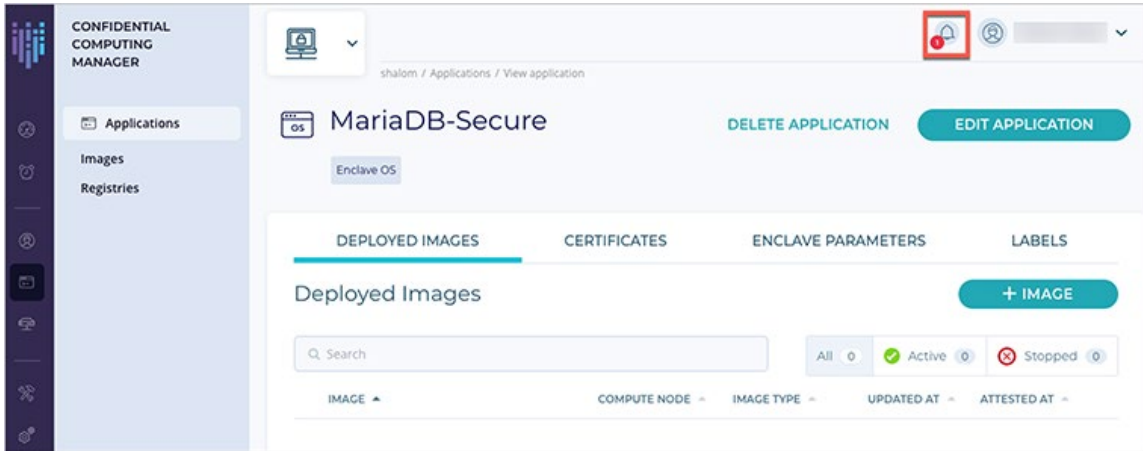 CONFIDENTIAL
COMPUTING
MANAGER
Applications
Images
Registries
1
shalom / Applications / View application
OS
MariaDB-Secure
DELETE APPLICATION
EDIT APPLICATION
Enclave OS
DEPLOYED IMAGES CERTIFICATES ENCLAVE PARAMETERS LABELS
Deployed Images
+ IMAGE
Search
All 0 Active 0 Stopped 0
IMAGE COMPUTE NODE IMAGE TYPE UPDATED AT ATTESTED AT